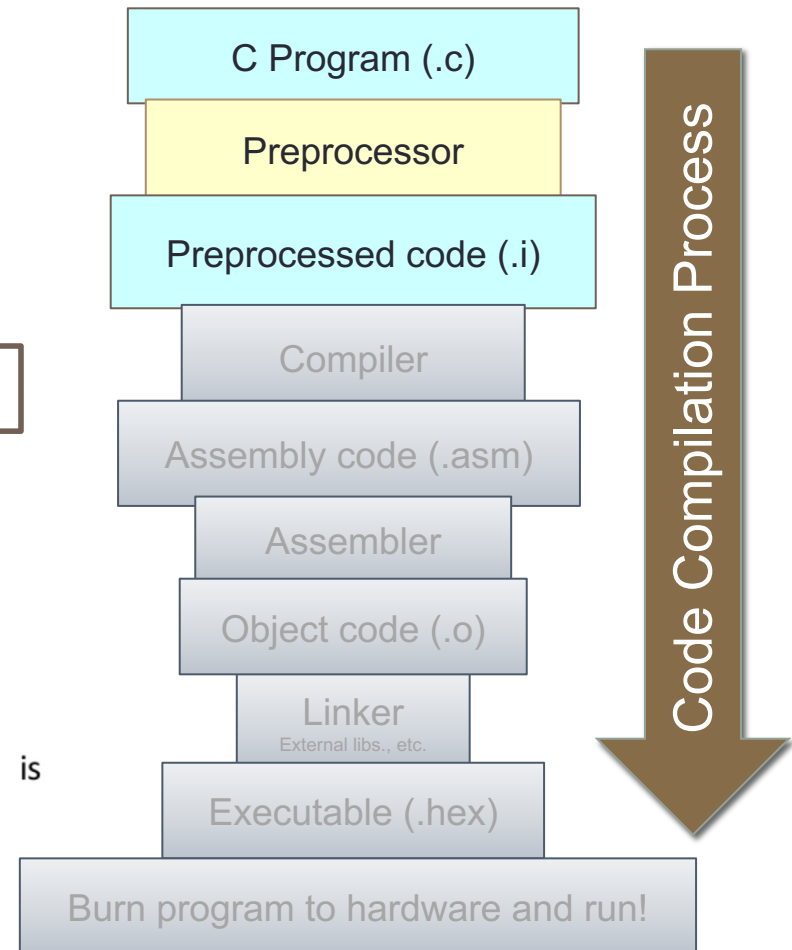 C Program (.c)
Preprocessor
Preprocessed code (.i)
Compiler
Assembly code (.asm)
Assembler
Object code (.o)
Linker
External libs., etc.
is
Executable (.hex)
Burn program to hardware and run!
Code Compilation Process